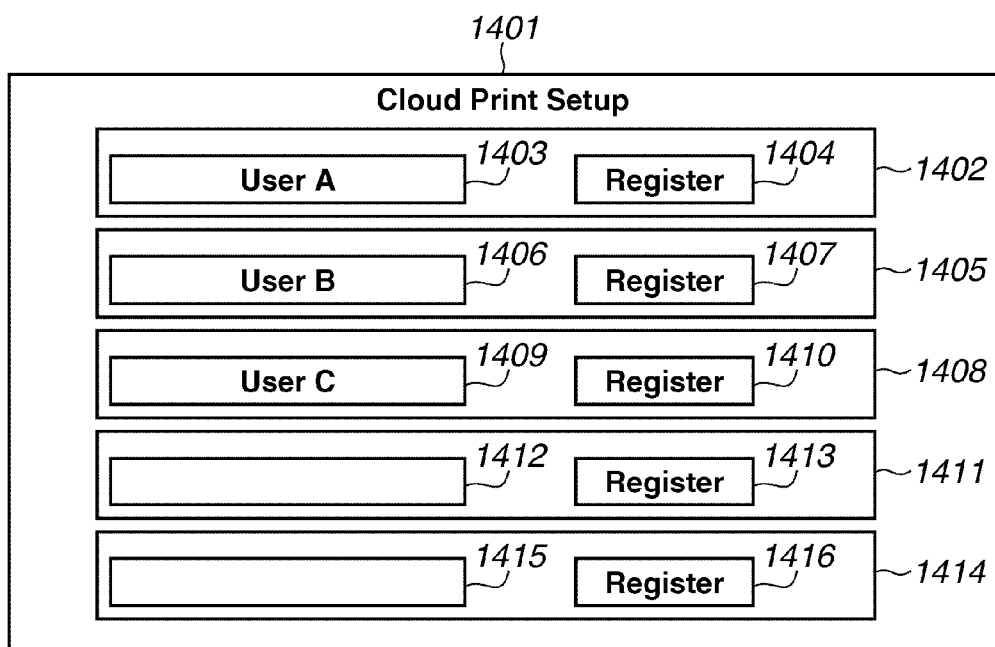 1401
Cloud Print Setup
User A 1403 Register 1404 1402
User B 1406 Register 1407 1405
User C 1409 Register 1410 1408
1412 Register 1413 1411
1415 Register 1416 1414